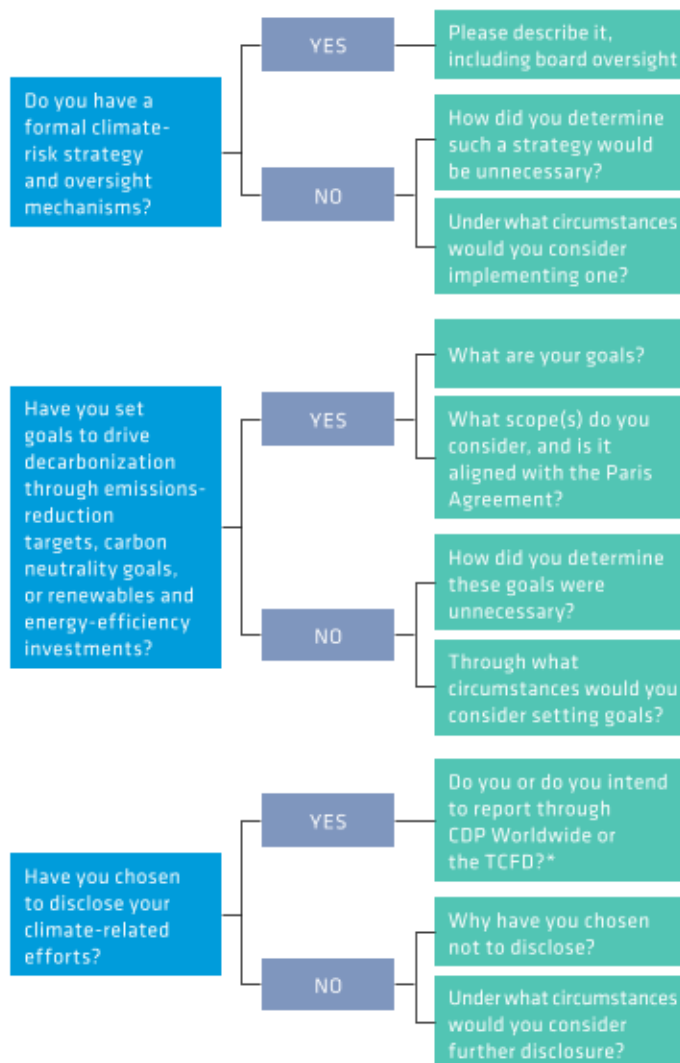 Do you have a
formal climate-
risk strategy
and oversight
mechanisms?
YES
Please describe it,
including board oversight
NO
How did you determine
such a strategy would
be unnecessary?
Under what circumstances
would you consider
implementing one?
Have you set
goals to drive
decarbonization
through emissions-
reduction
targets, carbon
neutrality goals,
or renewables and
energy-efficiency
investments?
YES
What are your goals?
What scope(s) do you
consider, and is it
aligned with the Paris
Agreement?
NO
How did you determine
these goals were
unnecessary?
Through what
circumstances would you
consider setting goals?
Have you chosen
to disclose your
climate-related
efforts?
YES
Do you or do you intend
to report through
CDP Worldwide or
the TCFD?*
NO
Why have you chosen
not to disclose?
Under what circumstances
would you consider
further disclosure?